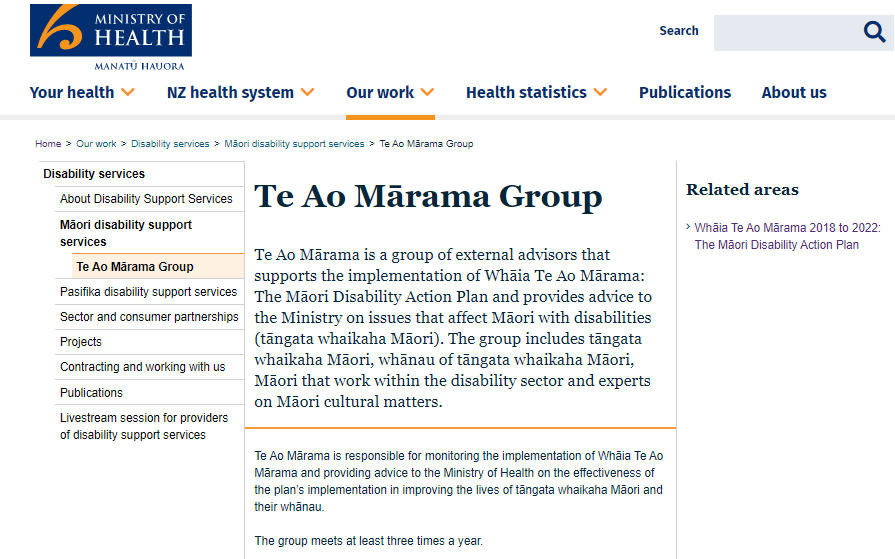 MINISTRY OF
HEALTH
MANATŪ HAUORA
Search
Your health
NZ health system
Our work
Health statistics
Publications
About us
Home > Our work > Disability services > Māori disability support services > Te Ao Mārama Group
Disability services
About Disability Support Services
Māori disability support
services
Te Ao Mārama Group
Pasifika disability support services
Sector and consumer partnerships
Projects
Contracting and working with us
Publications
Livestream session for providers
of disability support services
Te Ao Mārama Group
Te Ao Mārama is a group of external advisors that
supports the implementation of Whāia Te Ao Mārama:
The Māori Disability Action Plan and provides advice to
the Ministry on issues that affect Māori with disabilities
(tāngata whaikaha Māori). The group includes tāngata
whaikaha Māori, whānau of tāngata whaikaha Māori,
Māori that work within the disability sector and experts
on Māori cultural matters.
Te Ao Mārama is responsible for monitoring the implementation of Whāia Te Ao
Mārama and providing advice to the Ministry of Health on the effectiveness of
the plan's implementation in improving the lives of tāngata whaikaha Māori and
their whānau.
The group meets at least three times a year.
Related areas
> Whāia Te Ao Mārama 2018 to 2022:
The Māori Disability Action Plan